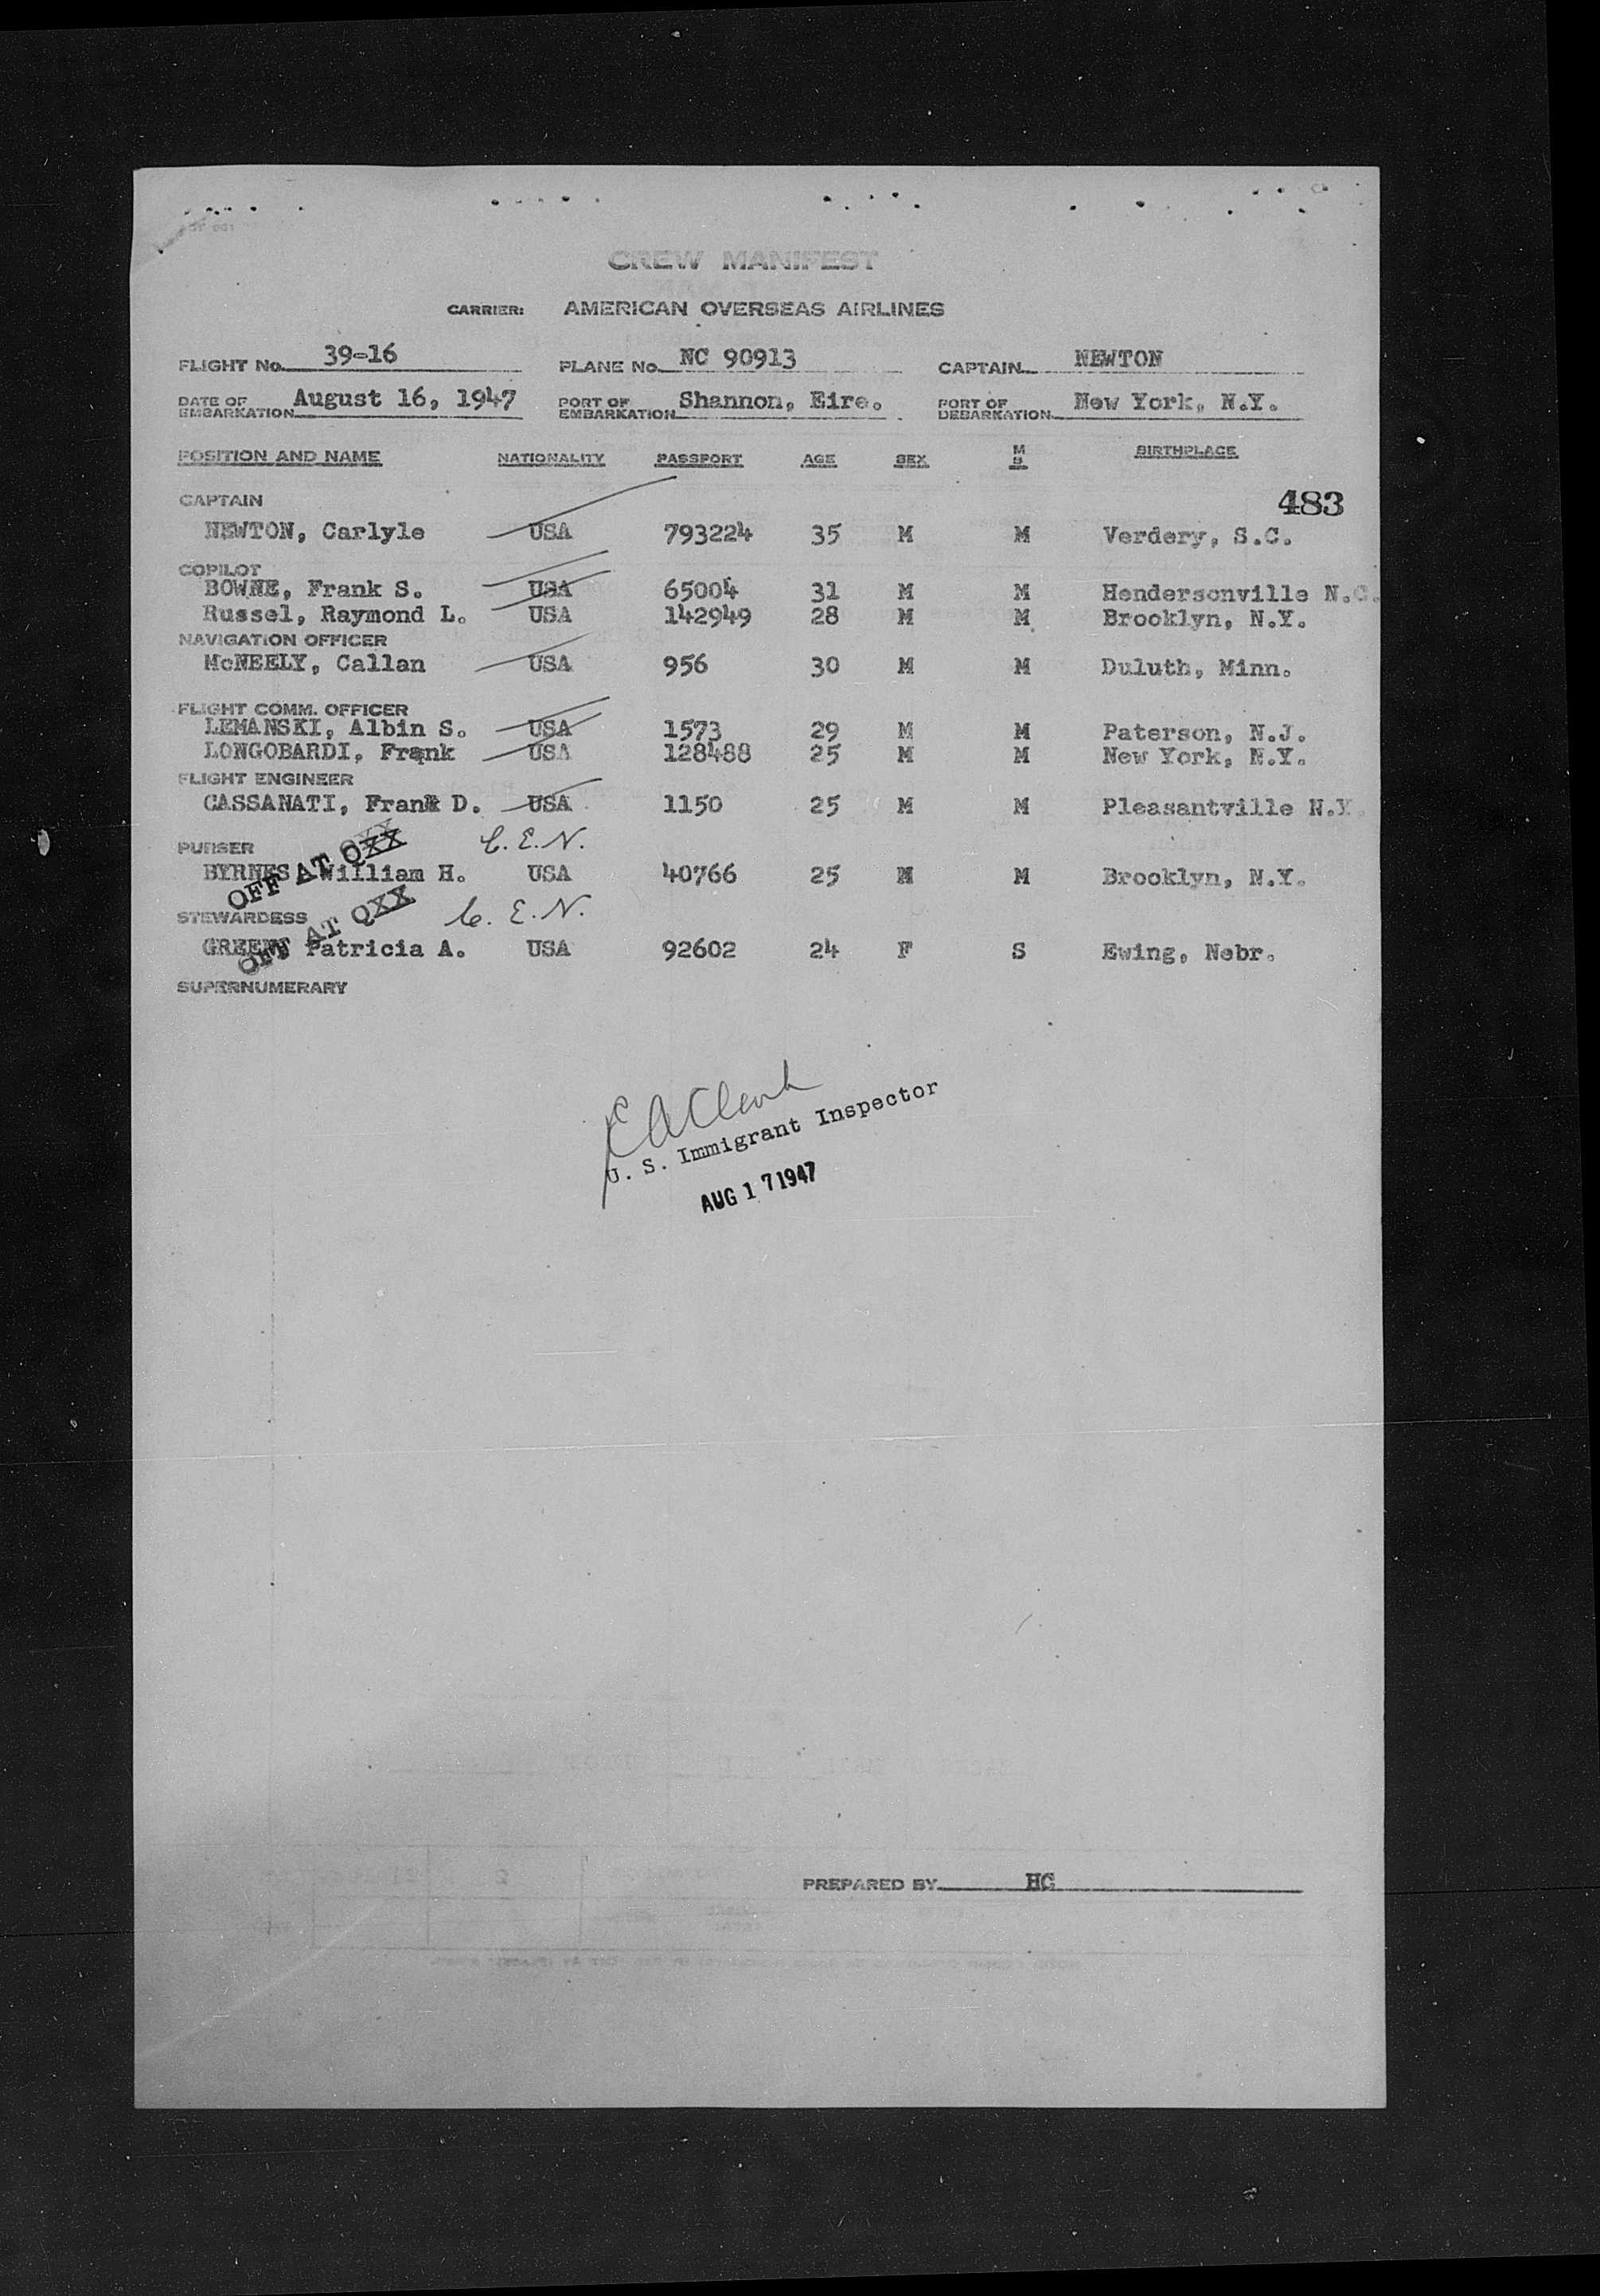 CREW MANIFEST
CARRIER: AMERICAN OVERSEAS AIRLINES
FLIGHT No. 39-16 PLANE No. NC 90913 CAPTAIN NEWTON
DATE OF EMBARKATION August 16, 1947 PORT OF EMBARKATION Shannon, Eire. PORT OF DEBARKATION New York, N.Y.
POSITION AND NAME NATIONALITY PASSPORT AGE SEX M S BIRTHPLACE
483
CAPTAIN
NEWTON, Carlyle USA 793224 35 M M Verdery, S.C.
COPILOT
BOWNE, Frank S. USA 65004 31 M M Hendersonville N.C.
Russel, Raymond L. USA 142949 28 M M Brooklyn, N.Y.
NAVIGATION OFFICER
McNEELY, Callan USA 956 30 M M Duluth, Minn.
FLIGHT COMM. OFFICER
LEMANSKI, Albin S. USA 1573 29 M M Paterson, N.J.
LONGOBARDI, Frank USA 128488 25 M M New York, N.Y.
FLIGHT ENGINEER
CASSANATI, Frank D. USA 1150 25 M M Pleasantville N.Y.
PURSER OFF AT QXX C.E.N.
BYRNES, William H. USA 40766 25 M M Brooklyn, N.Y.
STEWARDESS OFF AT QXX C.E.N.
GREEN, Patricia A. USA 92602 24 F S Ewing, Nebr.
SUPERNUMERARY
E A Clark
U. S. Immigrant Inspector
AUG 17 1947
PREPARED BY HG